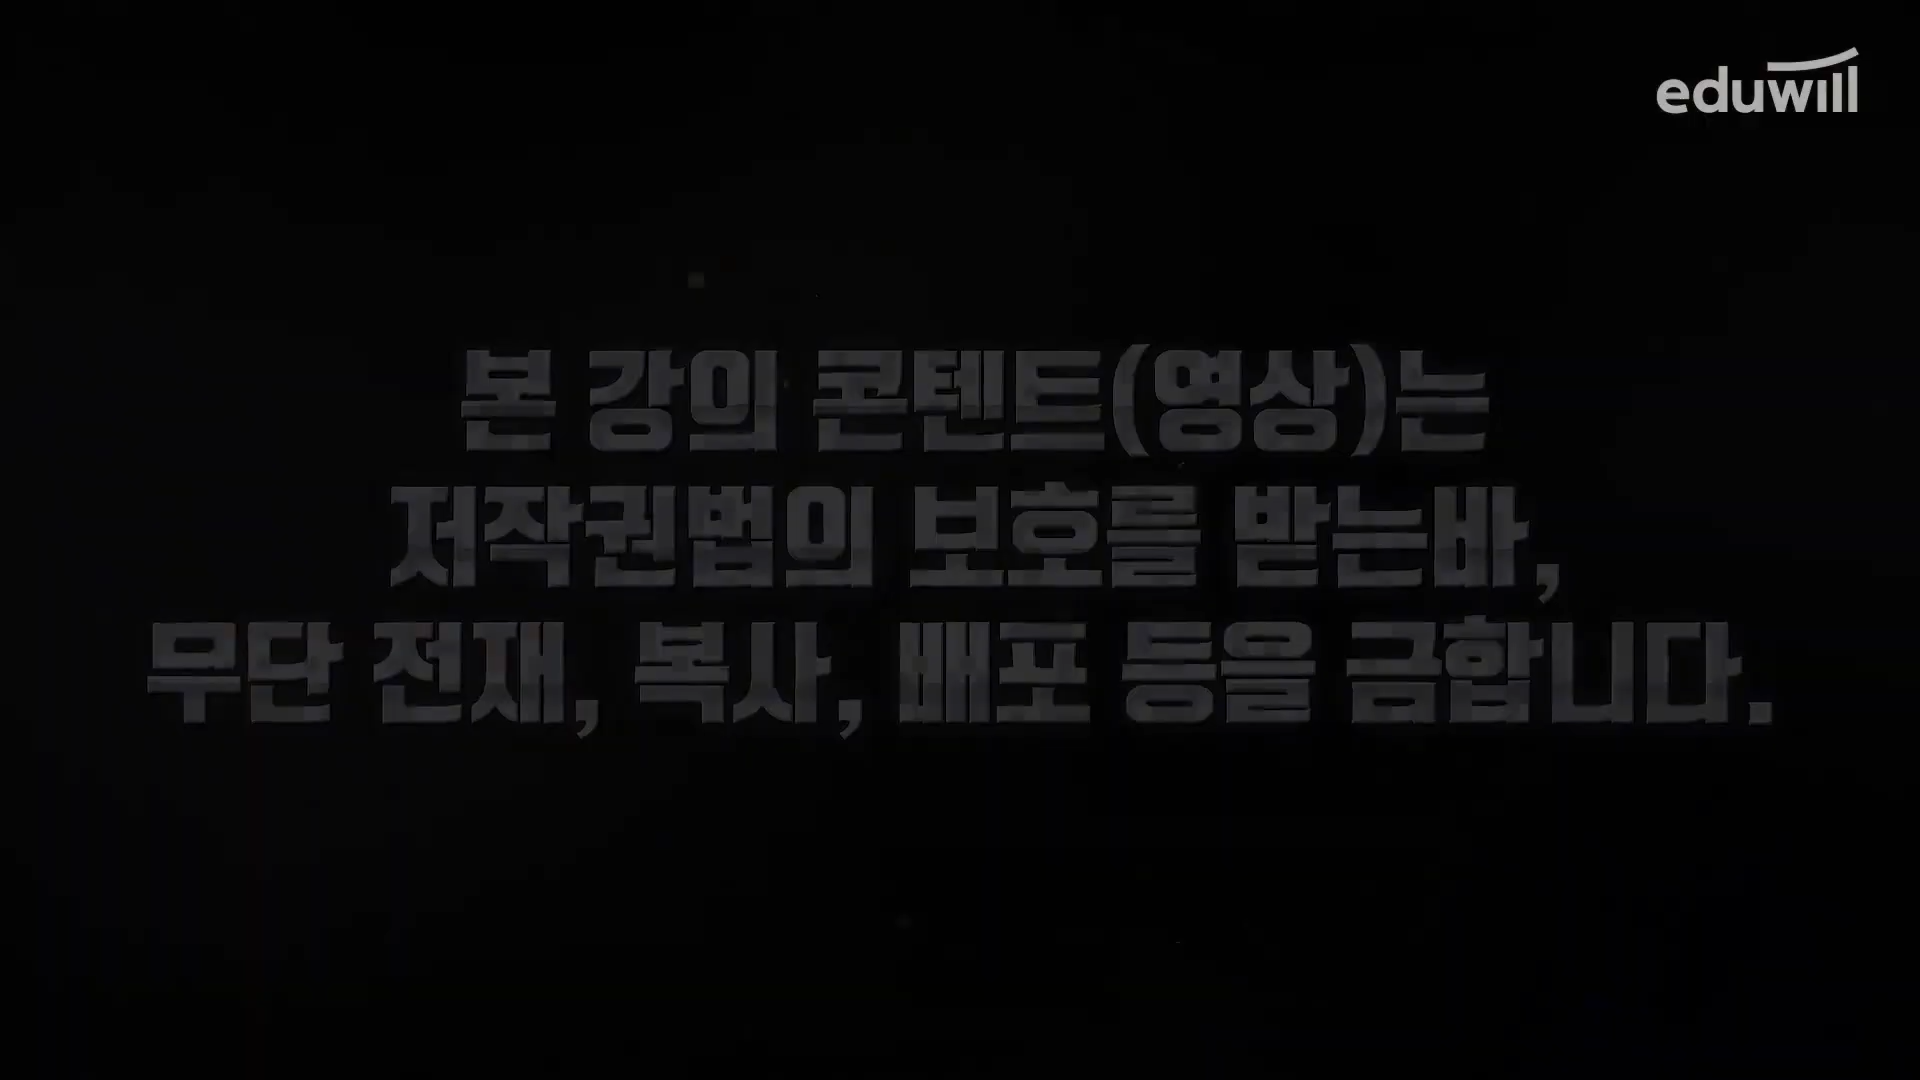 eduwill
본 강의 콘텐트(영상)는
저작권법의 보호를 받는바,
무단 전재, 복사, 배포 등을 금합니다.